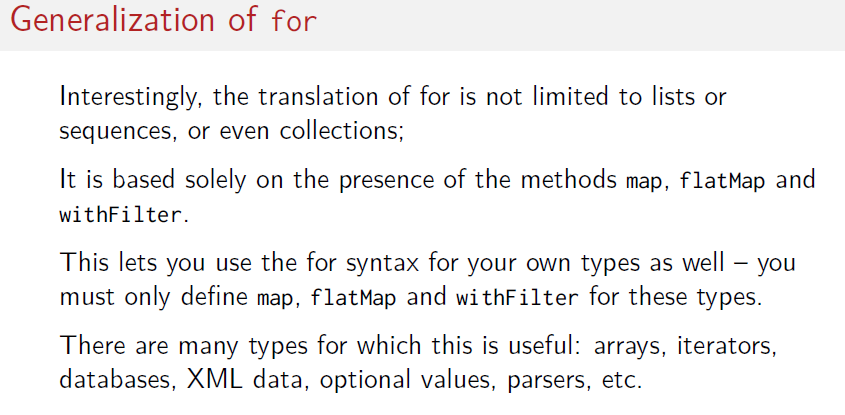 Generalization of for
Interestingly, the translation of for is not limited to lists or
sequences, or even collections;
It is based solely on the presence of the methods map, flatMap and
withFilter.
This lets you use the for syntax for your own types as well – you
must only define map, flatMap and withFilter for these types.
There are many types for which this is useful: arrays, iterators,
databases, XML data, optional values, parsers, etc.